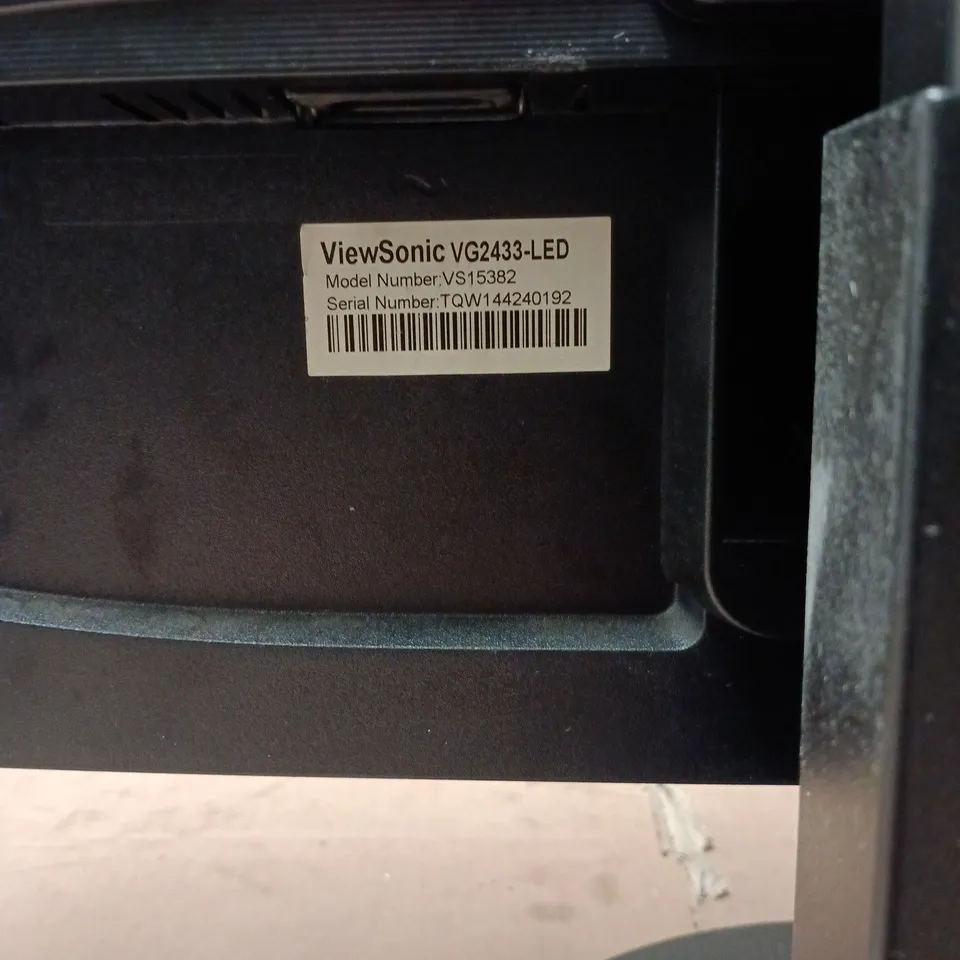 ViewSonic VG2433-LED
Model Number:VS15382
Serial Number:TQW144240192